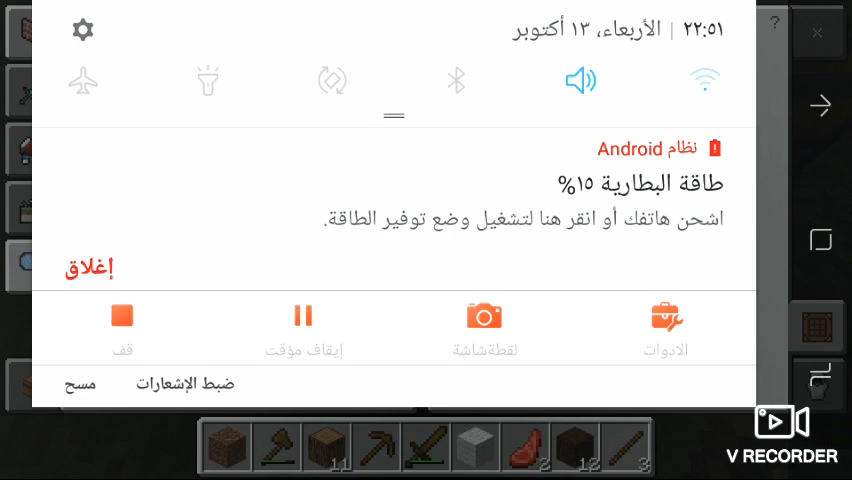 ٢٢:٥١ | الأربعاء، ١٣ أكتوبر
نظام Android
طاقة البطارية ١٥%
اشحن هاتفك أو انقر هنا لتشغيل وضع توفير الطاقة.
إغلاق
الادوات
لقطةشاشة
إيقاف مؤقت
قف
ضبط الإشعارات
مسح
?
11
2
12
3
V RECORDER